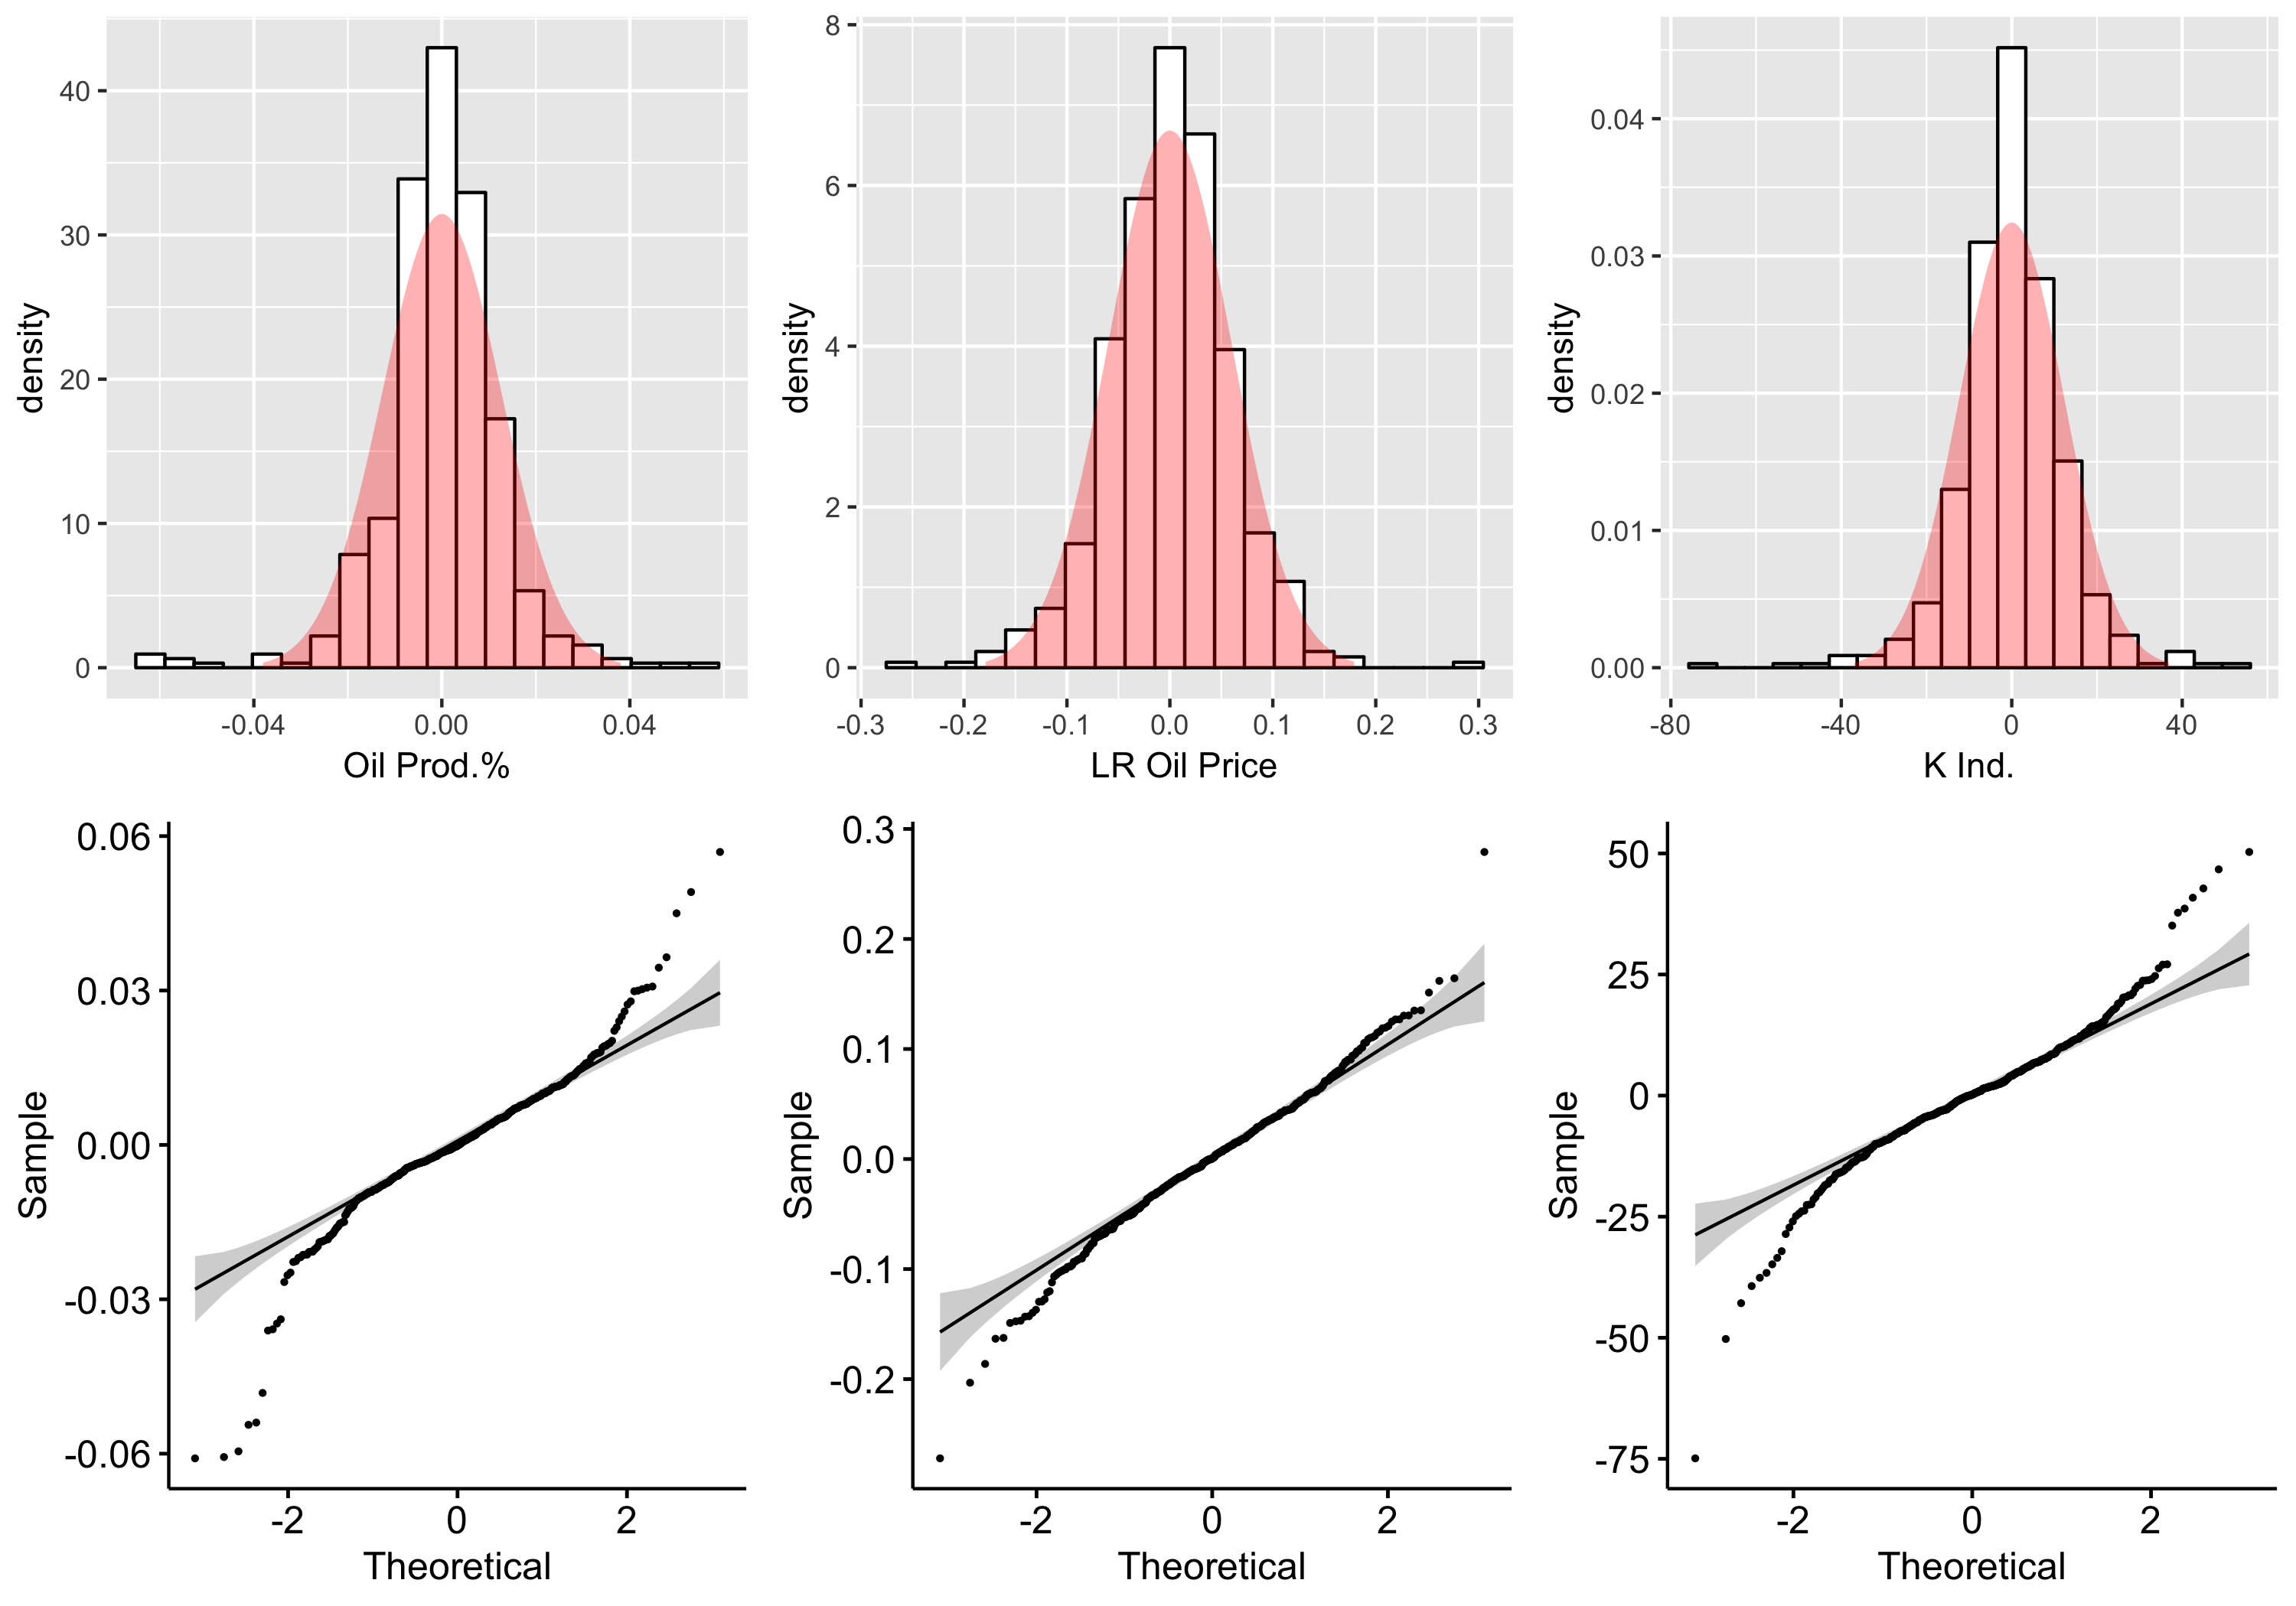 density
40
30
20
10
0
-0.04 0.00 0.04
Oil Prod.%
density
8
6
4
2
0
-0.3 -0.2 -0.1 0.0 0.1 0.2 0.3
LR Oil Price
density
0.04
0.03
0.02
0.01
0.00
-80 -40 0 40
K Ind.
Sample
0.06
0.03
0.00
-0.03
-0.06
-2 0 2
Theoretical
Sample
0.3
0.2
0.1
0.0
-0.1
-0.2
-2 0 2
Theoretical
Sample
50
25
0
-25
-50
-75
-2 0 2
Theoretical